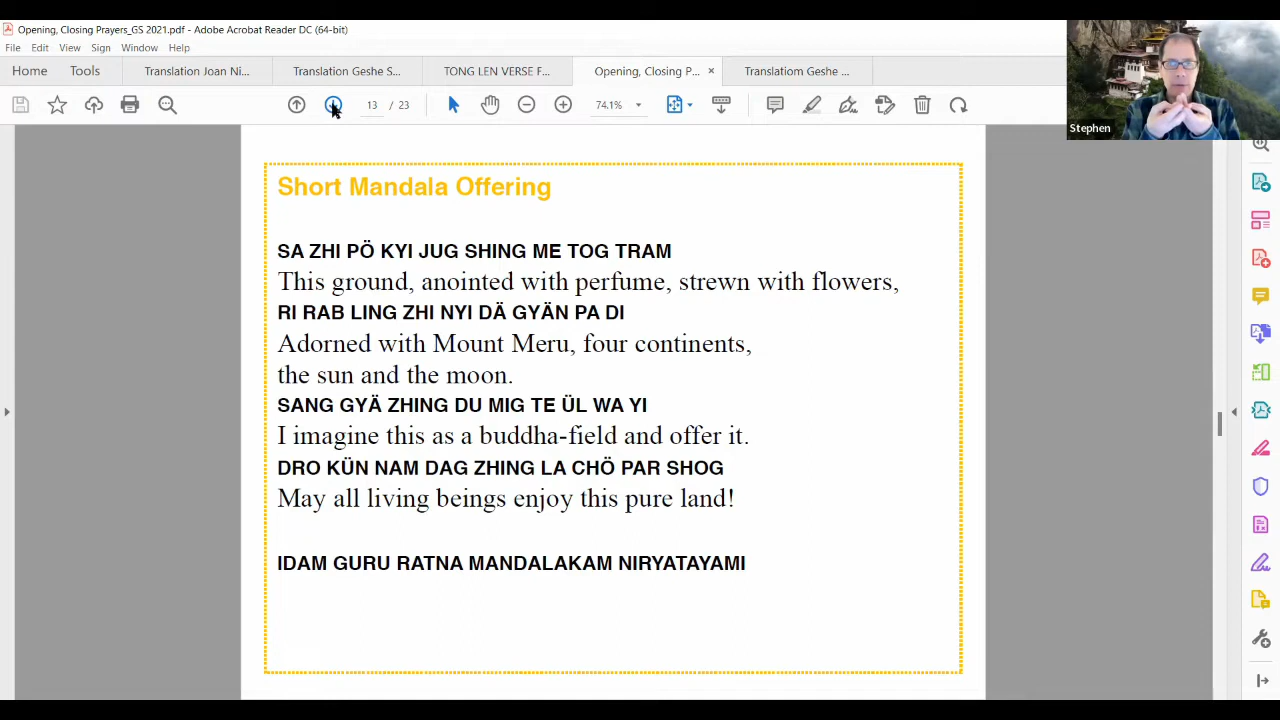 Opening, Closing Prayers_GS 2021.pdf - Adobe Acrobat Reader DC (64-bit)
File Edit View Sign Window Help
Home Tools Translation Joan Ni... Translation Geshe S... TONG LEN VERSE F... Opening, Closing P... × Translatiom Geshe ...
13 / 23 74.1%
Stephen
Short Mandala Offering
SA ZHI PÖ KYI JUG SHING ME TOG TRAM
This ground, anointed with perfume, strewn with flowers,
RI RAB LING ZHI NYI DÄ GYÄN PA DI
Adorned with Mount Meru, four continents,
the sun and the moon.
SANG GYÄ ZHING DU MIG TE ÜL WA YI
I imagine this as a buddha-field and offer it.
DRO KÜN NAM DAG ZHING LA CHÖ PAR SHOG
May all living beings enjoy this pure land!
IDAM GURU RATNA MANDALAKAM NIRYATAYAMI